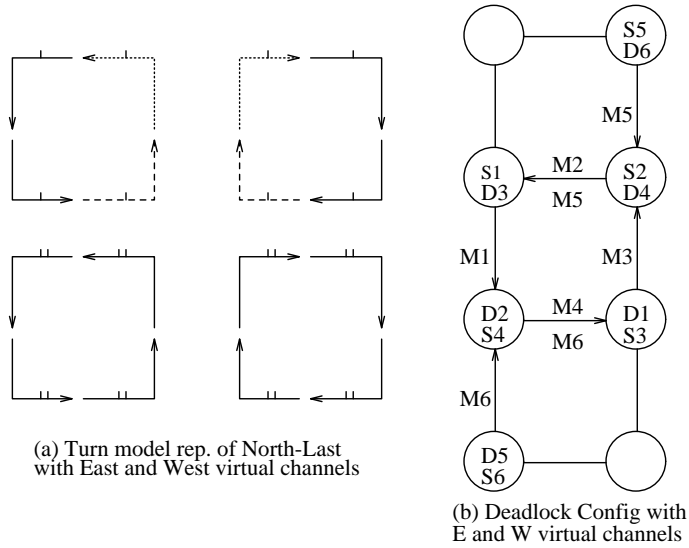 S5
D6
M5
S1
D3
M2
M5
S2
D4
M1
M3
D2
S4
M4
M6
D1
S3
M6
D5
S6
(a) Turn model rep. of North-Last
with East and West virtual channels
(b) Deadlock Config with
E and W virtual channels